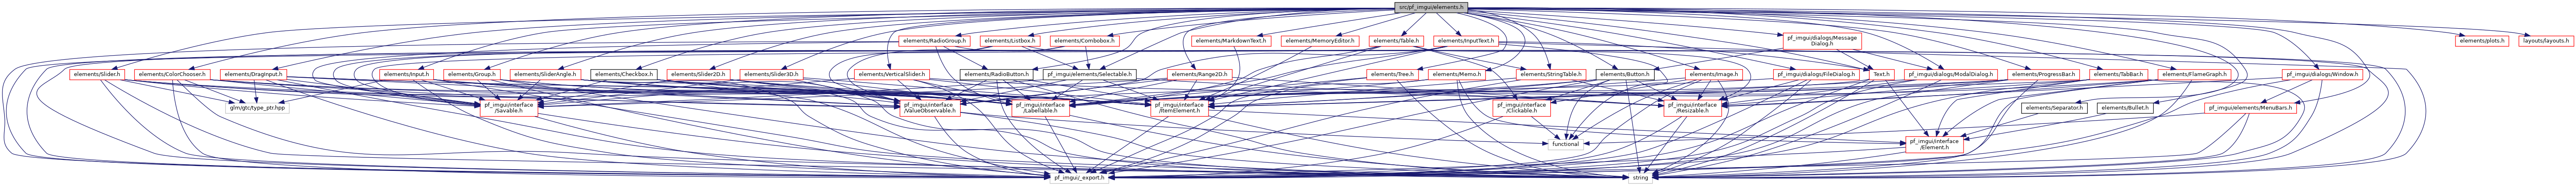 src/pf_imgui/elements.h
elements/RadioGroup.h
elements/Listbox.h
elements/Combobox.h
elements/MarkdownText.h
elements/MemoryEditor.h
elements/Table.h
elements/InputText.h
pf_imgui/dialogs/Message
Dialog.h
elements/plots.h
layouts/layouts.h
elements/Slider.h
elements/ColorChooser.h
elements/DragInput.h
elements/Input.h
elements/Group.h
elements/SliderAngle.h
elements/Checkbox.h
elements/Slider2D.h
elements/Slider3D.h
elements/VerticalSlider.h
elements/RadioButton.h
pf_imgui/elements/Selectable.h
elements/Range2D.h
elements/Tree.h
elements/Memo.h
elements/StringTable.h
elements/Button.h
elements/Image.h
pf_imgui/dialogs/FileDialog.h
Text.h
pf_imgui/dialogs/ModalDialog.h
elements/ProgressBar.h
elements/TabBar.h
elements/FlameGraph.h
pf_imgui/dialogs/Window.h
glm/gtc/type_ptr.hpp
pf_imgui/interface
/Savable.h
pf_imgui/interface
/ValueObservable.h
pf_imgui/interface
/Labellable.h
pf_imgui/interface
/ItemElement.h
pf_imgui/interface
/Clickable.h
pf_imgui/interface
/Resizable.h
elements/Separator.h
elements/Bullet.h
pf_imgui/elements/MenuBars.h
functional
pf_imgui/interface
/Element.h
pf_imgui/_export.h
string